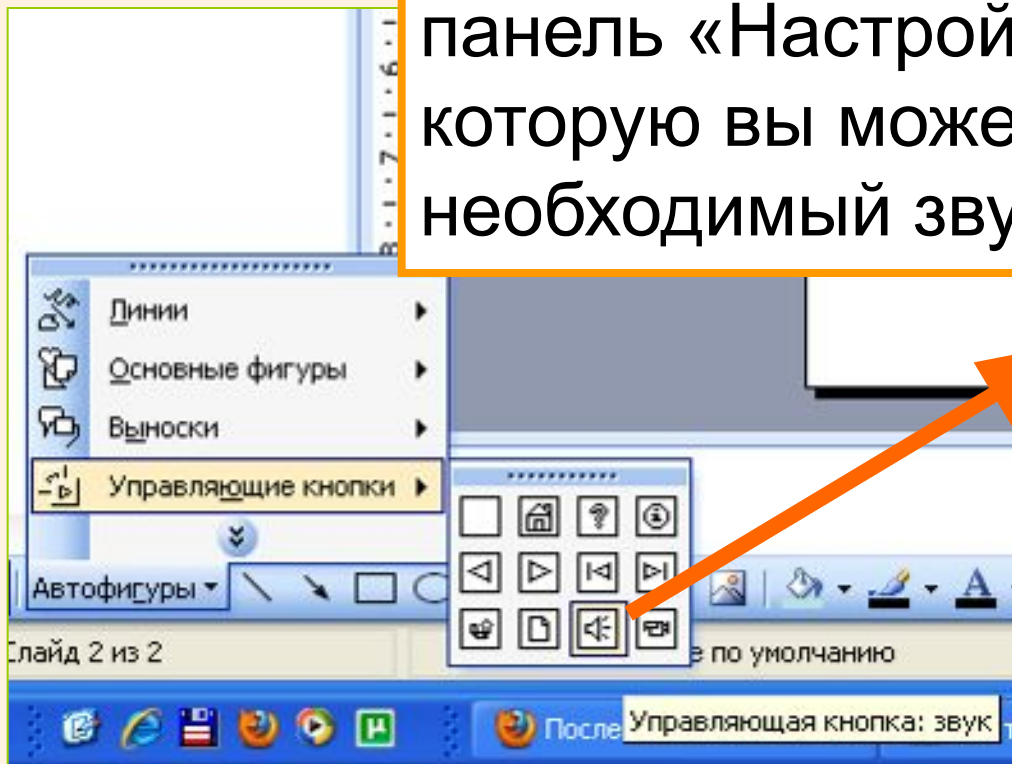 панель «Настрой
которую вы може
необходимый зву
Линии
Основные фигуры
Выноски
Управляющие кнопки
Автофигуры
A
Слайд 2 из 2
е по умолчанию
После
Управляющая кнопка: звук